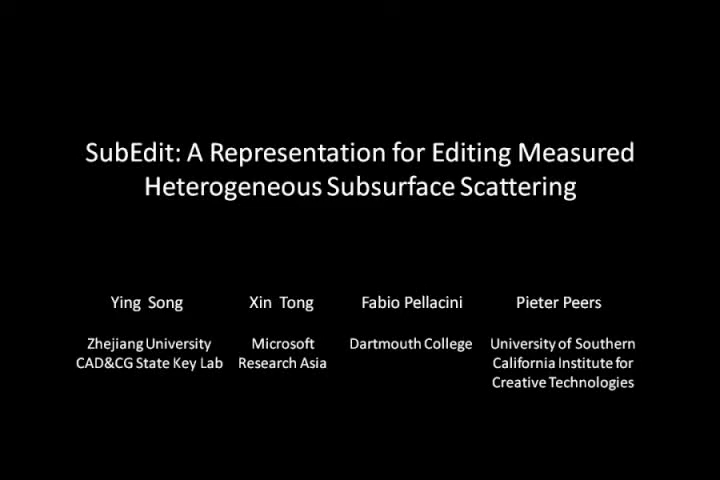 SubEdit: A Representation for Editing Measured
Heterogeneous Subsurface Scattering
Ying Song
Xin Tong
Fabio Pellacini
Pieter Peers
Zhejiang University
CAD&CG State Key Lab
Microsoft
Research Asia
Dartmouth College
University of Southern
California Institute for
Creative Technologies